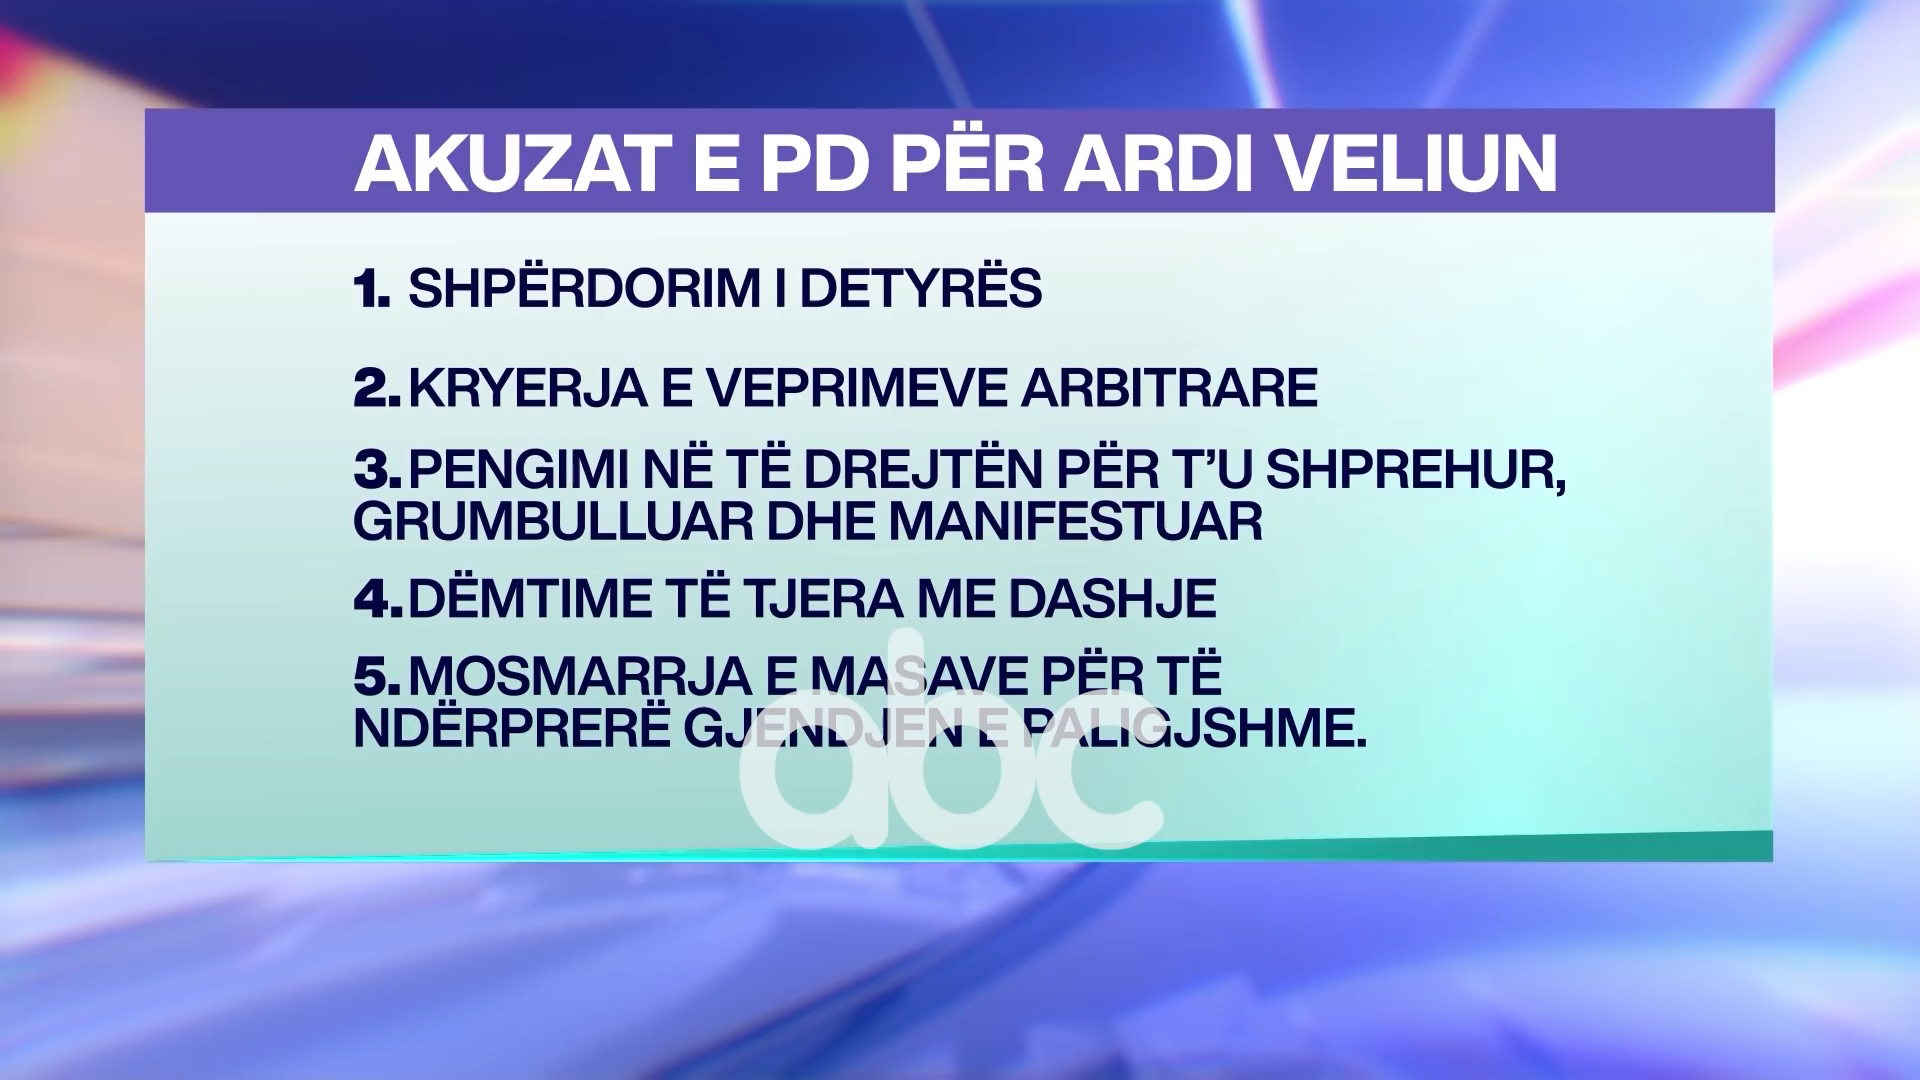 AKUZAT E PD PËR ARDI VELIUN
1. SHPËRDORIM I DETYRËS
2. KRYERJA E VEPRIMEVE ARBITRARE
3. PENGIMI NË TË DREJTËN PËR T’U SHPREHUR,
GRUMBULLUAR DHE MANIFESTUAR
4. DËMTIME TË TJERA ME DASHJE
5. MOSMARRJA E MASAVE PËR TË
NDËRPRERË GJENDJEN E PALIGJSHME.
abc